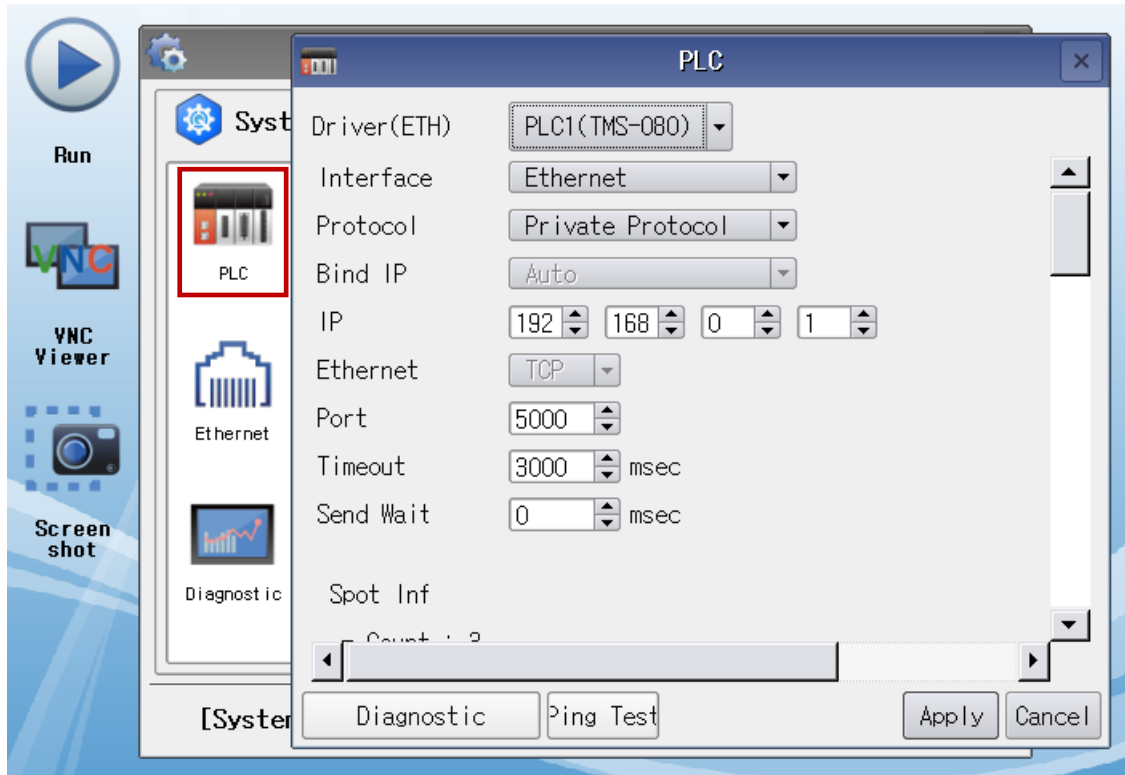 PLC
Syst
Driver(ETH) PLC1(TMS-080)
Run
Interface Ethernet
Protocol Private Protocol
VNC
PLC
Bind IP Auto
IP 192 168 0 1
VNC
Viewer
Ethernet TCP
Port 5000
Ethernet
Timeout 3000 msec
Send Wait 0 msec
Screen
shot
Diagnostic
Spot Inf
[System
Diagnostic Ping Test Apply Cancel